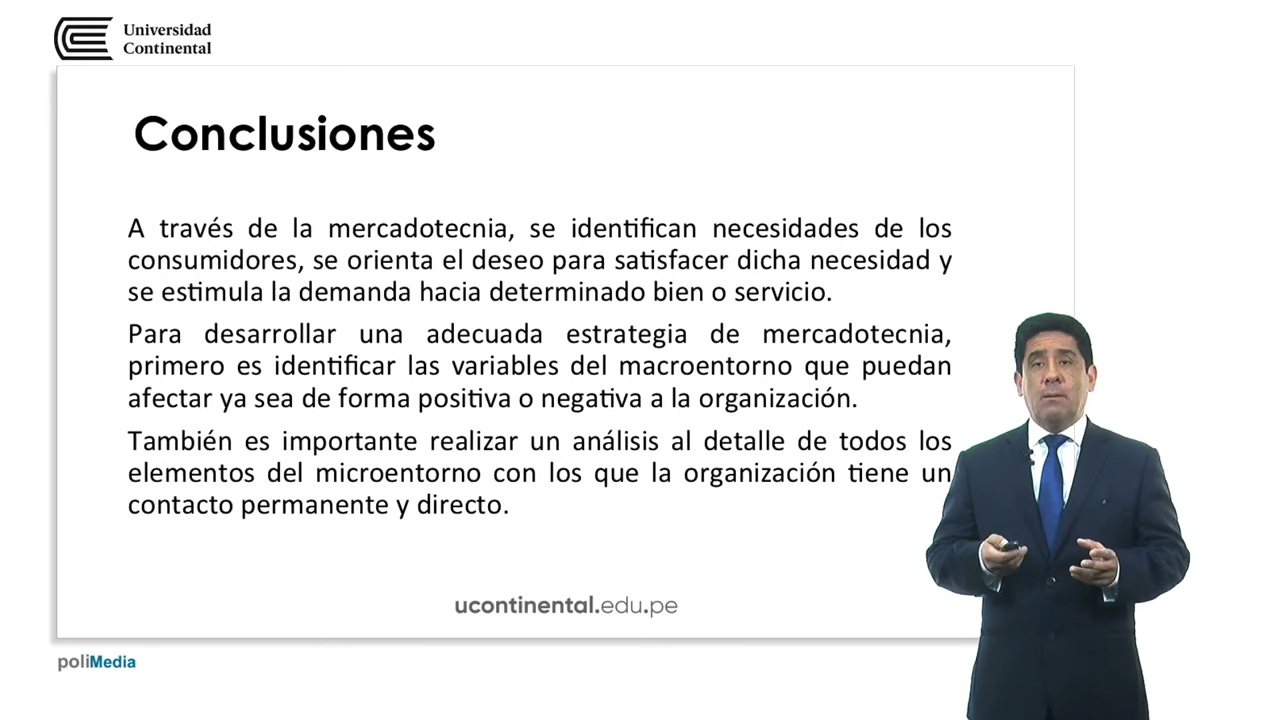 Universidad
Continental
Conclusiones
A través de la mercadotecnia, se identifican necesidades de los
consumidores, se orienta el deseo para satisfacer dicha necesidad y
se estimula la demanda hacia determinado bien o servicio.
Para desarrollar una adecuada estrategia de mercadotecnia,
primero es identificar las variables del macroentorno que puedan
afectar ya sea de forma positiva o negativa a la organización.
También es importante realizar un análisis al detalle de todos los
elementos del microentorno con los que la organización tiene un
contacto permanente y directo.
ucontinental.edu.pe
poliMedia